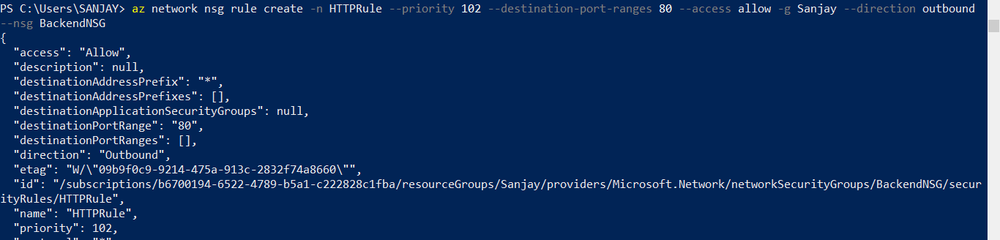 PS C:\Users\SANJAY> az network nsg rule create -n HTTPRule --priority 102 --destination-port-ranges 80 --access allow -g Sanjay --direction outbound
--nsg BackendNSG
{
  "access": "Allow",
  "description": null,
  "destinationAddressPrefix": "*",
  "destinationAddressPrefixes": [],
  "destinationApplicationSecurityGroups": null,
  "destinationPortRange": "80",
  "destinationPortRanges": [],
  "direction": "Outbound",
  "etag": "W/\"09b9f0c9-9214-475a-913c-2832f74a8660\"",
  "id": "/subscriptions/b6700194-6522-4789-b5a1-c222828c1fba/resourceGroups/Sanjay/providers/Microsoft.Network/networkSecurityGroups/BackendNSG/secur
ityRules/HTTPRule",
  "name": "HTTPRule",
  "priority": 102,